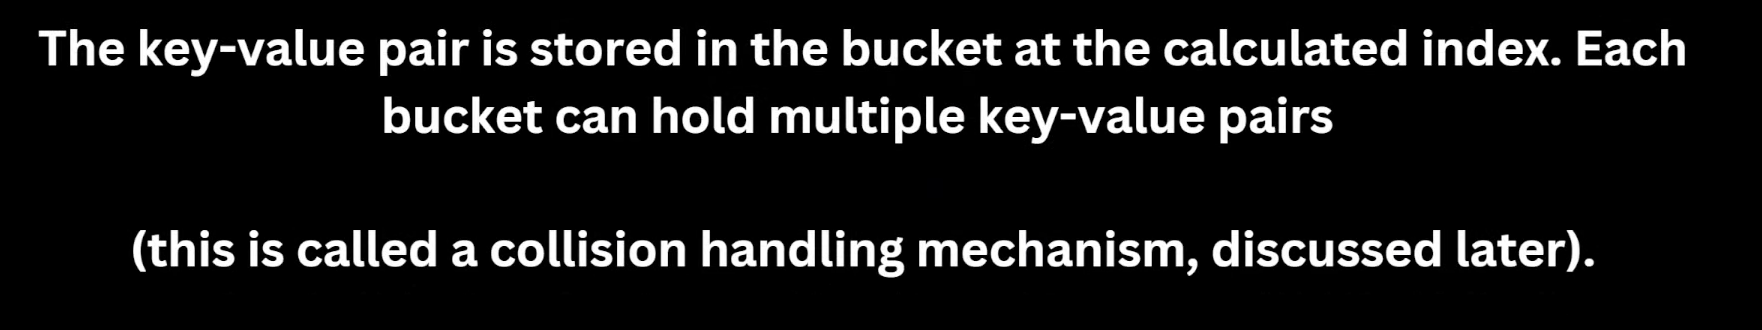 The key-value pair is stored in the bucket at the calculated index. Each
bucket can hold multiple key-value pairs
(this is called a collision handling mechanism, discussed later).